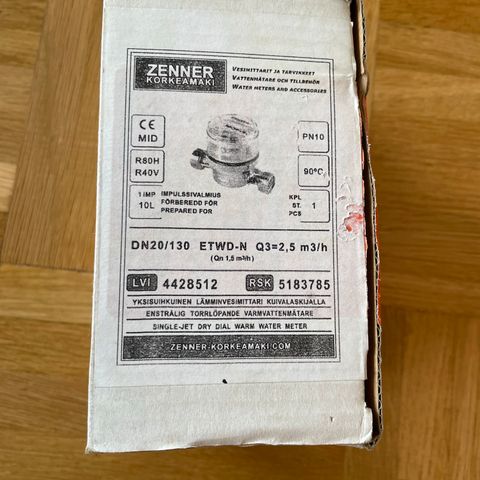 ZENNER
KORKEAMÄKI
VESIMITTARIT JA TARVIKKEET
VATTENMÄTARE OCH TILLBEHÖR
WATER METERS AND ACCESSORIES
CE
MID
PN10
R80H
R40V
90°C
1 IMP
10L
IMPULSSIVALMIUS
FÖRBEREDD FÖR
PREPARED FOR
KPL
ST.
PCS
1
DN20/130 ETWD-N Q3=2,5 m3/h
(Qn 1,5 m3/h)
LVI 4428512 RSK 5183785
YKSISUIHKUINEN LÄMMINVESIMITTARI KUIVALASKIJALLA
ENSTRÅLIG TORRLÖPANDE VARMVATTENMÄTARE
SINGLE-JET DRY DIAL WARM WATER METER
ZENNER-KORKEAMAKI.COM